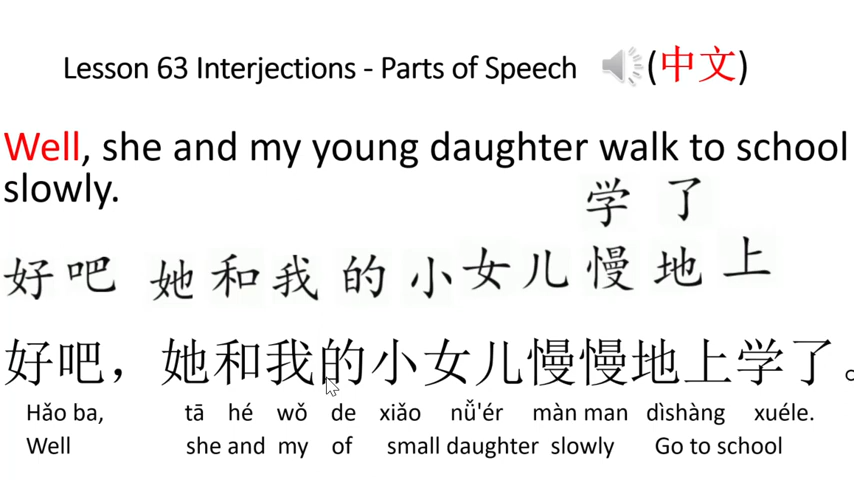 Lesson 63 Interjections - Parts of Speech (中文)
Well, she and my young daughter walk to school
slowly.
学 了
好 吧 她 和 我 的 小 女 儿 慢 地 上
好吧，她和我的小女儿慢慢地上学了。
Hǎo ba, tā hé wǒ de xiǎo nǚ'ér màn man dìshàng xuéle.
Well she and my of small daughter slowly Go to school